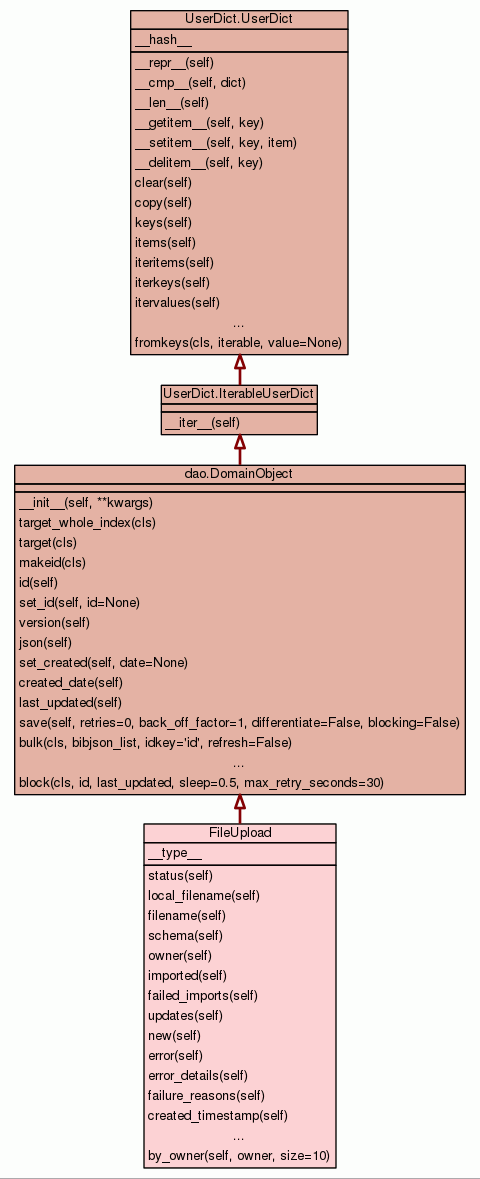 UserDict.UserDict
__hash__
__repr__(self)
__cmp__(self, dict)
__len__(self)
__getitem__(self, key)
__setitem__(self, key, item)
__delitem__(self, key)
clear(self)
copy(self)
keys(self)
items(self)
iteritems(self)
iterkeys(self)
itervalues(self)
...
fromkeys(cls, iterable, value=None)
UserDict.IterableUserDict
__iter__(self)
dao.DomainObject
__init__(self, **kwargs)
target_whole_index(cls)
target(cls)
makeid(cls)
id(self)
set_id(self, id=None)
version(self)
json(self)
set_created(self, date=None)
created_date(self)
last_updated(self)
save(self, retries=0, back_off_factor=1, differentiate=False, blocking=False)
bulk(cls, bibjson_list, idkey='id', refresh=False)
...
block(cls, id, last_updated, sleep=0.5, max_retry_seconds=30)
FileUpload
__type__
status(self)
local_filename(self)
filename(self)
schema(self)
owner(self)
imported(self)
failed_imports(self)
updates(self)
new(self)
error(self)
error_details(self)
failure_reasons(self)
created_timestamp(self)
...
by_owner(self, owner, size=10)